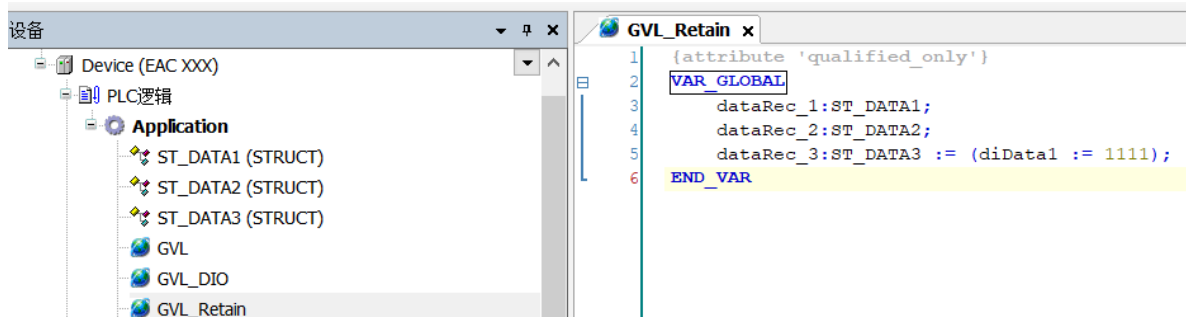 设备
Device (EAC XXX)
PLC逻辑
Application
ST_DATA1 (STRUCT)
ST_DATA2 (STRUCT)
ST_DATA3 (STRUCT)
GVL
GVL_DIO
GVL_Retain
GVL_Retain x
1 {attribute 'qualified_only'}
2 VAR_GLOBAL
3 dataRec_1:ST_DATA1;
4 dataRec_2:ST_DATA2;
5 dataRec_3:ST_DATA3 := (diData1 := 1111);
6 END_VAR